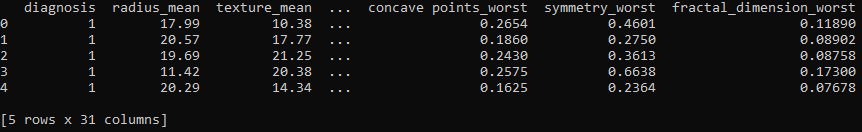 diagnosis  radius_mean  texture_mean  ...  concave points_worst  symmetry_worst  fractal_dimension_worst
0          1        17.99         10.38  ...                0.2654          0.4601                  0.11890
1          1        20.57         17.77  ...                0.1860          0.2750                  0.08902
2          1        19.69         21.25  ...                0.2430          0.3613                  0.08758
3          1        11.42         20.38  ...                0.2575          0.6638                  0.17300
4          1        20.29         14.34  ...                0.1625          0.2364                  0.07678
[5 rows x 31 columns]